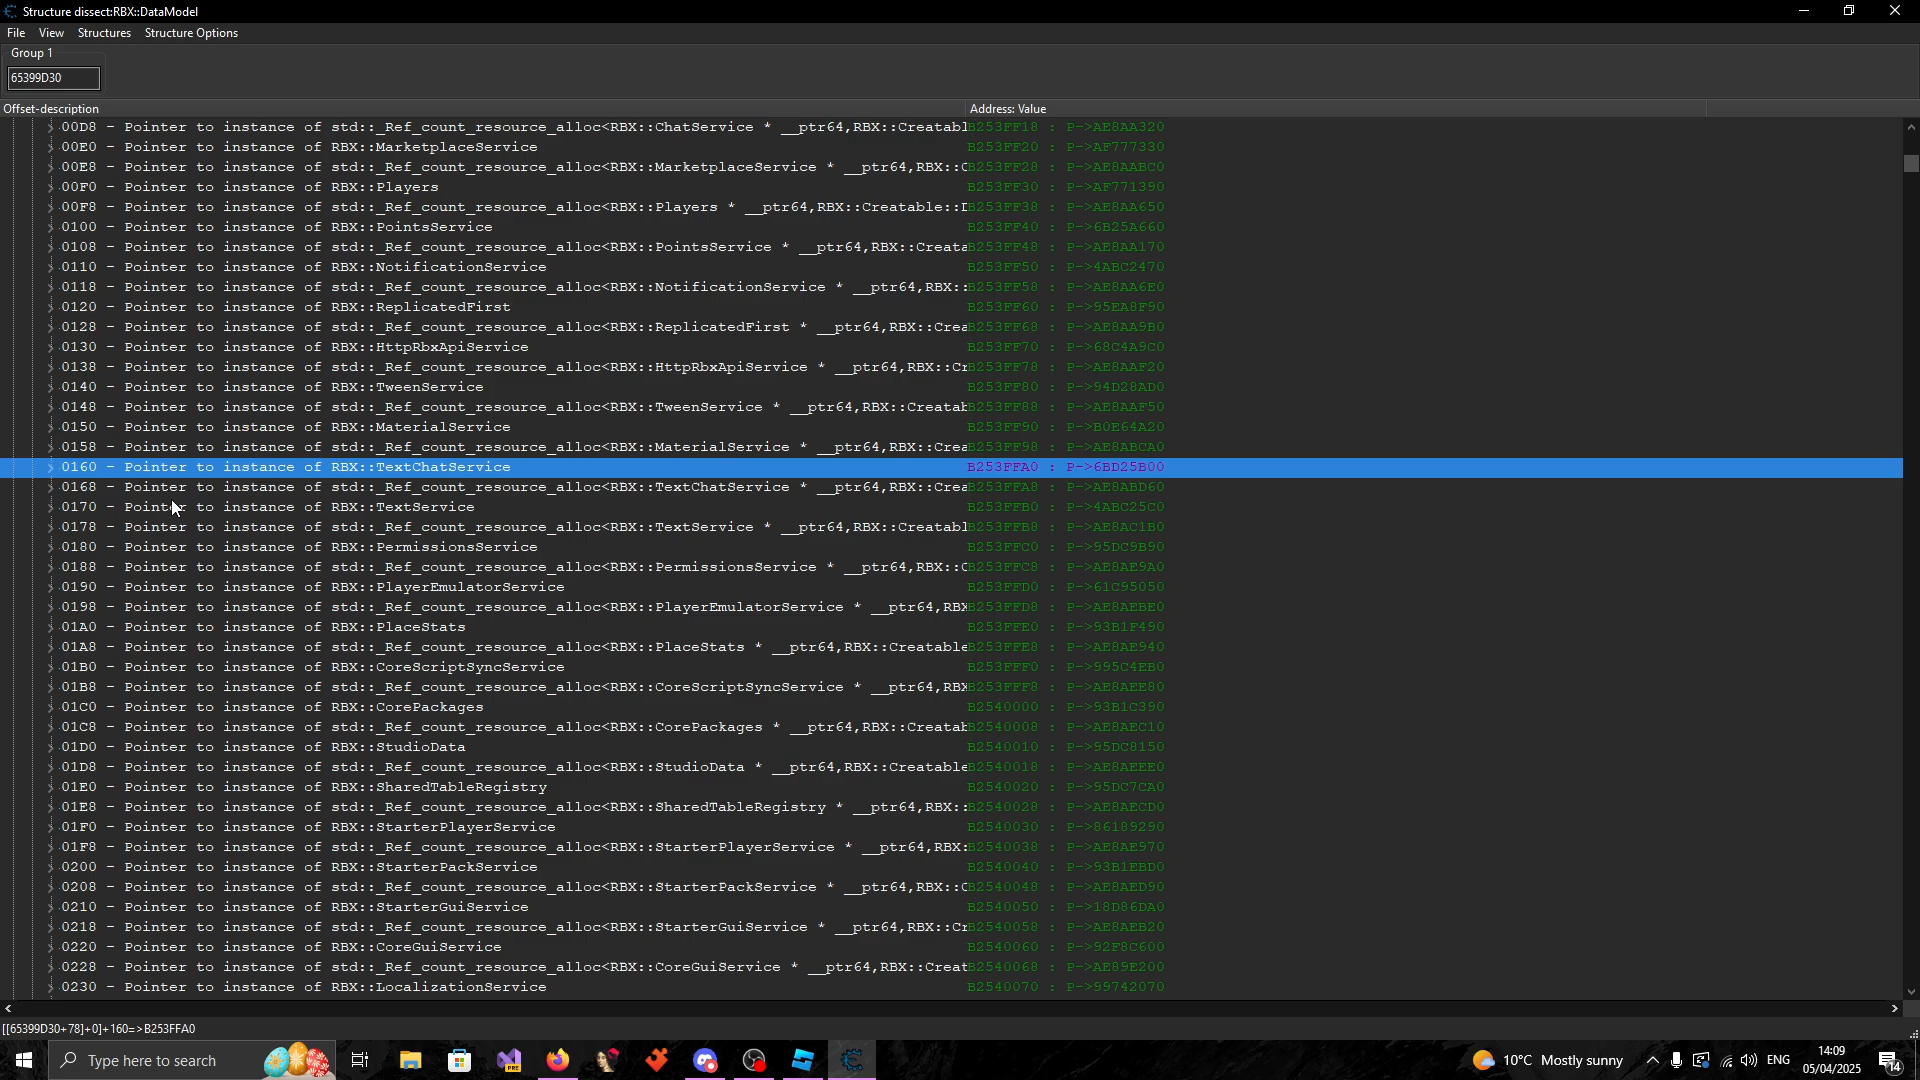 Structure dissect:RBX::DataModel
File View Structures Structure Options
Group 1
65399D30
Offset-description Address: Value
00D8 - Pointer to instance of std::_Ref_count_resource_alloc<RBX::ChatService * __ptr64,RBX::Creatabl B253FF18 : P->AE8AA320
00E0 - Pointer to instance of RBX::MarketplaceService B253FF20 : P->AF777330
00E8 - Pointer to instance of std::_Ref_count_resource_alloc<RBX::MarketplaceService * __ptr64,RBX::C B253FF28 : P->AE8AABC0
00F0 - Pointer to instance of RBX::Players B253FF30 : P->AF771390
00F8 - Pointer to instance of std::_Ref_count_resource_alloc<RBX::Players * __ptr64,RBX::Creatable::I B253FF38 : P->AE8AA650
0100 - Pointer to instance of RBX::PointsService B253FF40 : P->6B25A660
0108 - Pointer to instance of std::_Ref_count_resource_alloc<RBX::PointsService * __ptr64,RBX::Creata B253FF48 : P->AE8AA170
0110 - Pointer to instance of RBX::NotificationService B253FF50 : P->4ABC2470
0118 - Pointer to instance of std::_Ref_count_resource_alloc<RBX::NotificationService * __ptr64,RBX:: B253FF58 : P->AE8AA6E0
0120 - Pointer to instance of RBX::ReplicatedFirst B253FF60 : P->95EA8F90
0128 - Pointer to instance of std::_Ref_count_resource_alloc<RBX::ReplicatedFirst * __ptr64,RBX::Crea B253FF68 : P->AE8AA9B0
0130 - Pointer to instance of RBX::HttpRbxApiService B253FF70 : P->68C4A9C0
0138 - Pointer to instance of std::_Ref_count_resource_alloc<RBX::HttpRbxApiService * __ptr64,RBX::Cr B253FF78 : P->AE8AAF20
0140 - Pointer to instance of RBX::TweenService B253FF80 : P->94D28AD0
0148 - Pointer to instance of std::_Ref_count_resource_alloc<RBX::TweenService * __ptr64,RBX::Creatab B253FF88 : P->AE8AAF50
0150 - Pointer to instance of RBX::MaterialService B253FF90 : P->B0E64A20
0158 - Pointer to instance of std::_Ref_count_resource_alloc<RBX::MaterialService * __ptr64,RBX::Crea B253FF98 : P->AE8ABCA0
0160 - Pointer to instance of RBX::TextChatService B253FFA0 : P->6BD25B00
0168 - Pointer to instance of std::_Ref_count_resource_alloc<RBX::TextChatService * __ptr64,RBX::Crea B253FFA8 : P->AE8ABD60
0170 - Pointer to instance of RBX::TextService B253FFB0 : P->4ABC25C0
0178 - Pointer to instance of std::_Ref_count_resource_alloc<RBX::TextService * __ptr64,RBX::Creatabl B253FFB8 : P->AE8AC1B0
0180 - Pointer to instance of RBX::PermissionsService B253FFC0 : P->95DC9B90
0188 - Pointer to instance of std::_Ref_count_resource_alloc<RBX::PermissionsService * __ptr64,RBX::C B253FFC8 : P->AE8AE9A0
0190 - Pointer to instance of RBX::PlayerEmulatorService B253FFD0 : P->61C95050
0198 - Pointer to instance of std::_Ref_count_resource_alloc<RBX::PlayerEmulatorService * __ptr64,RBX B253FFD8 : P->AE8AEBE0
01A0 - Pointer to instance of RBX::PlaceStats B253FFE0 : P->93B1F490
01A8 - Pointer to instance of std::_Ref_count_resource_alloc<RBX::PlaceStats * __ptr64,RBX::Creatable B253FFE8 : P->AE8AE940
01B0 - Pointer to instance of RBX::CoreScriptSyncService B253FFF0 : P->995C4EB0
01B8 - Pointer to instance of std::_Ref_count_resource_alloc<RBX::CoreScriptSyncService * __ptr64,RBX B253FFF8 : P->AE8AEE80
01C0 - Pointer to instance of RBX::CorePackages B2540000 : P->93B1C390
01C8 - Pointer to instance of std::_Ref_count_resource_alloc<RBX::CorePackages * __ptr64,RBX::Creatab B2540008 : P->AE8AEC10
01D0 - Pointer to instance of RBX::StudioData B2540010 : P->95DC8150
01D8 - Pointer to instance of std::_Ref_count_resource_alloc<RBX::StudioData * __ptr64,RBX::Creatable B2540018 : P->AE8AEEE0
01E0 - Pointer to instance of RBX::SharedTableRegistry B2540020 : P->95DC7CA0
01E8 - Pointer to instance of std::_Ref_count_resource_alloc<RBX::SharedTableRegistry * __ptr64,RBX:: B2540028 : P->AE8AECD0
01F0 - Pointer to instance of RBX::StarterPlayerService B2540030 : P->86189290
01F8 - Pointer to instance of std::_Ref_count_resource_alloc<RBX::StarterPlayerService * __ptr64,RBX: B2540038 : P->AE8AE970
0200 - Pointer to instance of RBX::StarterPackService B2540040 : P->93B1EBD0
0208 - Pointer to instance of std::_Ref_count_resource_alloc<RBX::StarterPackService * __ptr64,RBX::C B2540048 : P->AE8AED90
0210 - Pointer to instance of RBX::StarterGuiService B2540050 : P->18D86DA0
0218 - Pointer to instance of std::_Ref_count_resource_alloc<RBX::StarterGuiService * __ptr64,RBX::Cr B2540058 : P->AE8AEB20
0220 - Pointer to instance of RBX::CoreGuiService B2540060 : P->92F8C600
0228 - Pointer to instance of std::_Ref_count_resource_alloc<RBX::CoreGuiService * __ptr64,RBX::Creat B2540068 : P->AE89E200
0230 - Pointer to instance of RBX::LocalizationService B2540070 : P->99742070
[[65399D30+78]+0]+160=>B253FFA0
Type here to search
PRE
10°C Mostly sunny
ENG
14:09
05/04/2025
14